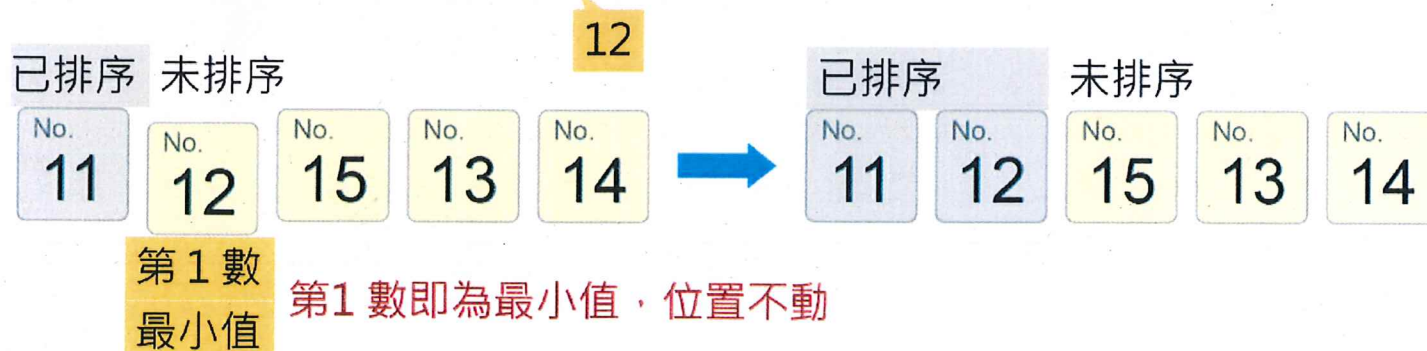 12
已排序 未排序
No. 11
No. 12
No. 15
No. 13
No. 14
第1數
最小值
第1數即為最小值，位置不動
已排序 未排序
No. 11
No. 12
No. 15
No. 13
No. 14